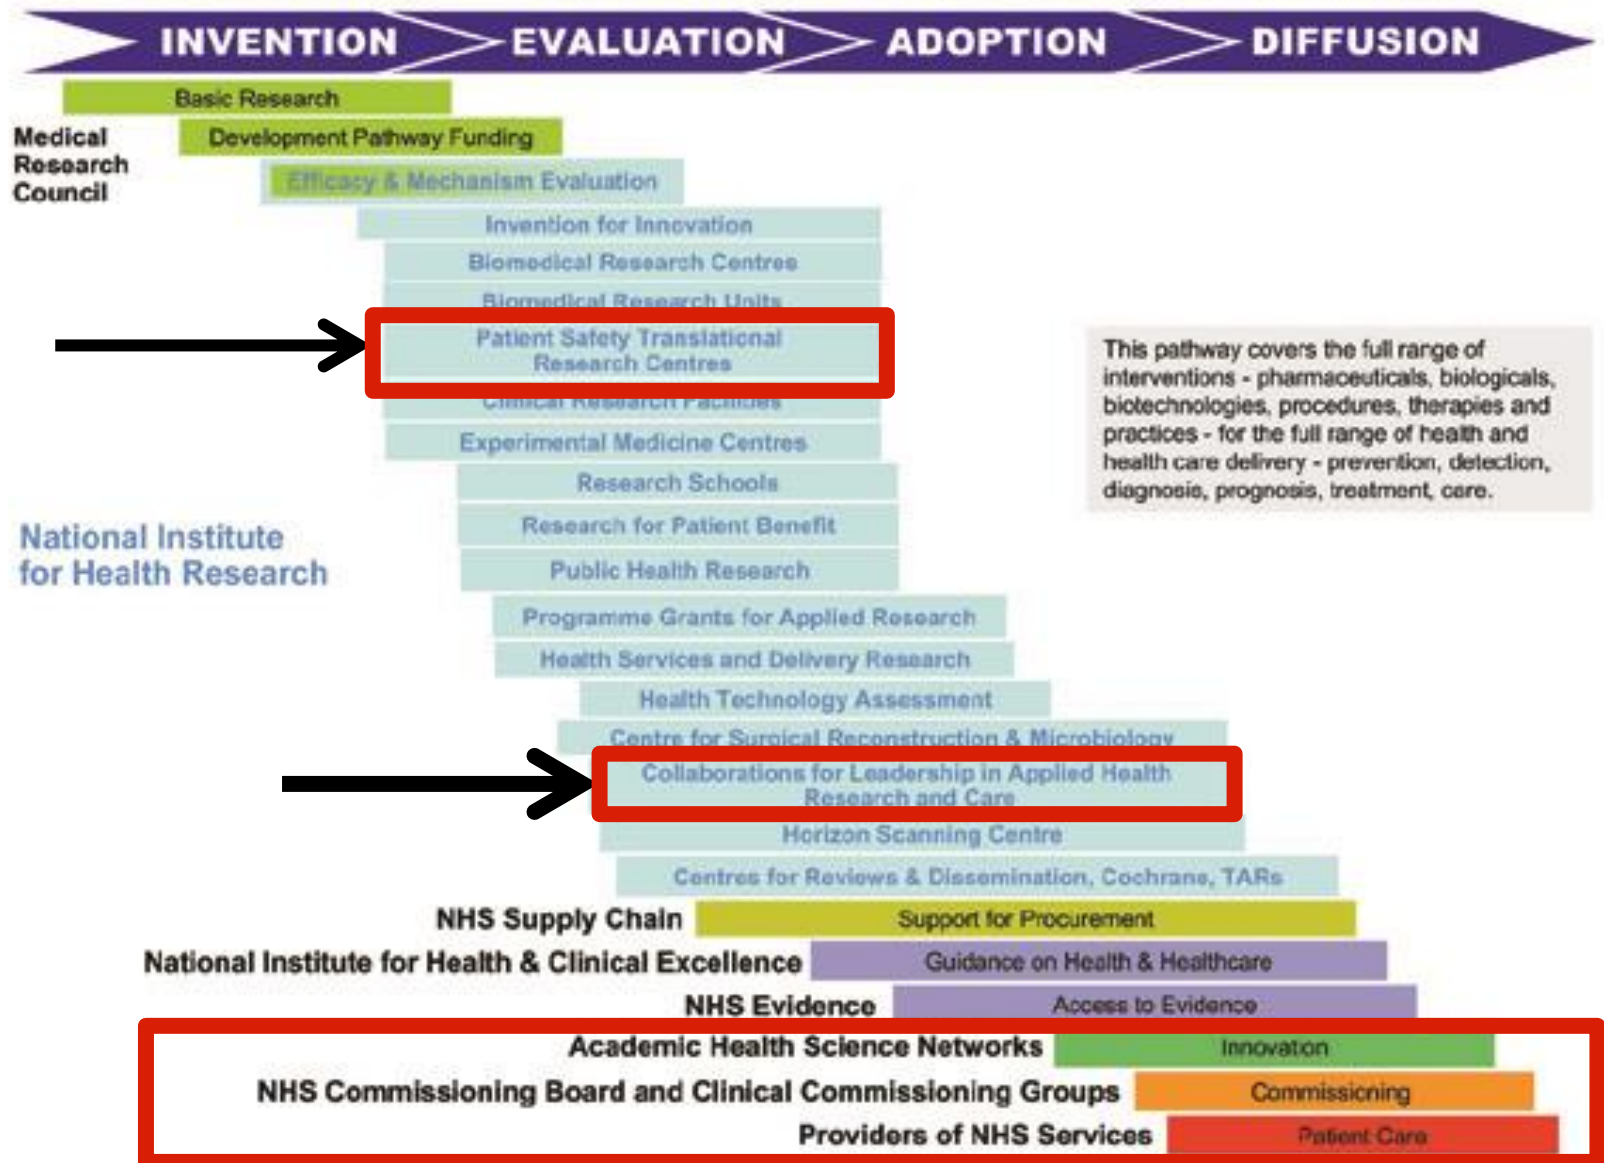 INVENTION EVALUATION ADOPTION DIFFUSION
Basic Research
Medical
Research
Council
Development Pathway Funding
Efficacy & Mechanism Evaluation
Invention for Innovation
Biomedical Research Centres
Biomedical Research Units
Patient Safety Translational
Research Centres
Clinical Research Facilities
Experimental Medicine Centres
Research Schools
Research for Patient Benefit
Public Health Research
National Institute
for Health Research
This pathway covers the full range of
interventions - pharmaceuticals, biologicals,
biotechnologies, procedures, therapies and
practices - for the full range of health and
health care delivery - prevention, detection,
diagnosis, prognosis, treatment, care.
Programme Grants for Applied Research
Health Services and Delivery Research
Health Technology Assessment
Centre for Surgical Reconstruction & Microbiology
Collaborations for Leadership in Applied Health
Research and Care
Horizon Scanning Centre
Centres for Reviews & Dissemination, Cochrane, TARs
NHS Supply Chain Support for Procurement
National Institute for Health & Clinical Excellence Guidance on Health & Healthcare
NHS Evidence Access to Evidence
Academic Health Science Networks Innovation
NHS Commissioning Board and Clinical Commissioning Groups Commissioning
Providers of NHS Services Patient Care